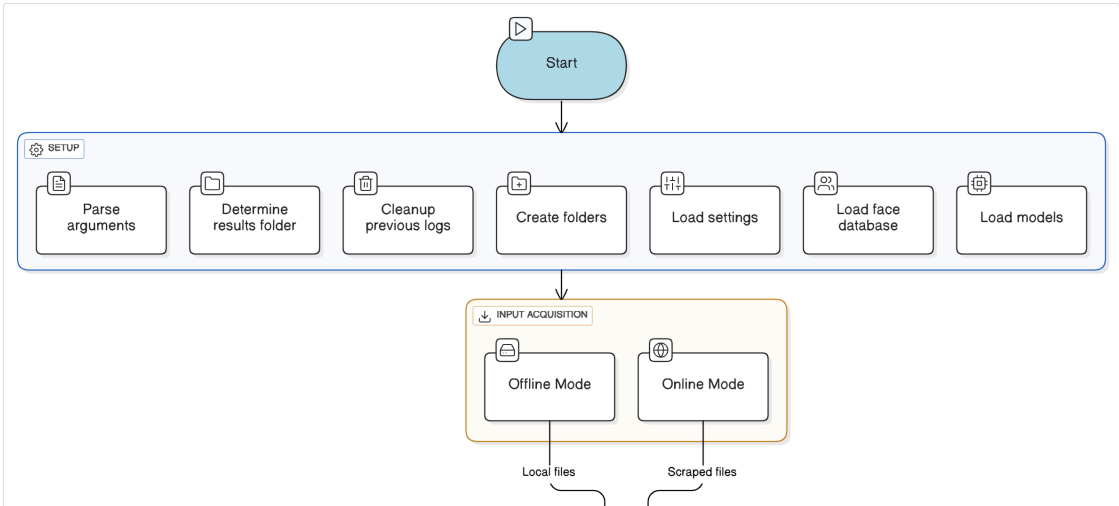 Start
SETUP
Parse
arguments
Determine
results folder
Cleanup
previous logs
Create folders
Load settings
Load face
database
Load models
INPUT ACQUISITION
Offline Mode
Online Mode
Local files
Scraped files